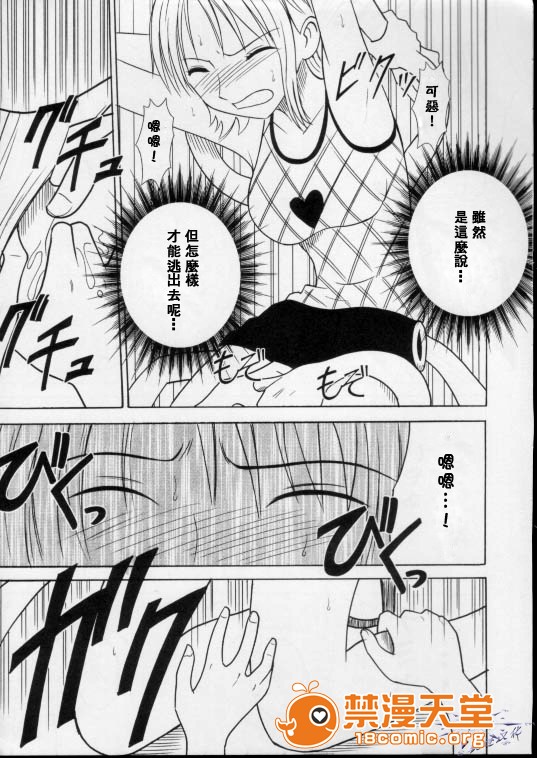 可惡！
ビク
嗯嗯！
グチュ
グチュ
雖然
是這麼說…
但怎麼樣
才能逃出去呢…
もぞ
もぞ
嗯嗯…！
びくっ
びくっ
ガク
禁漫天堂
18comic.org